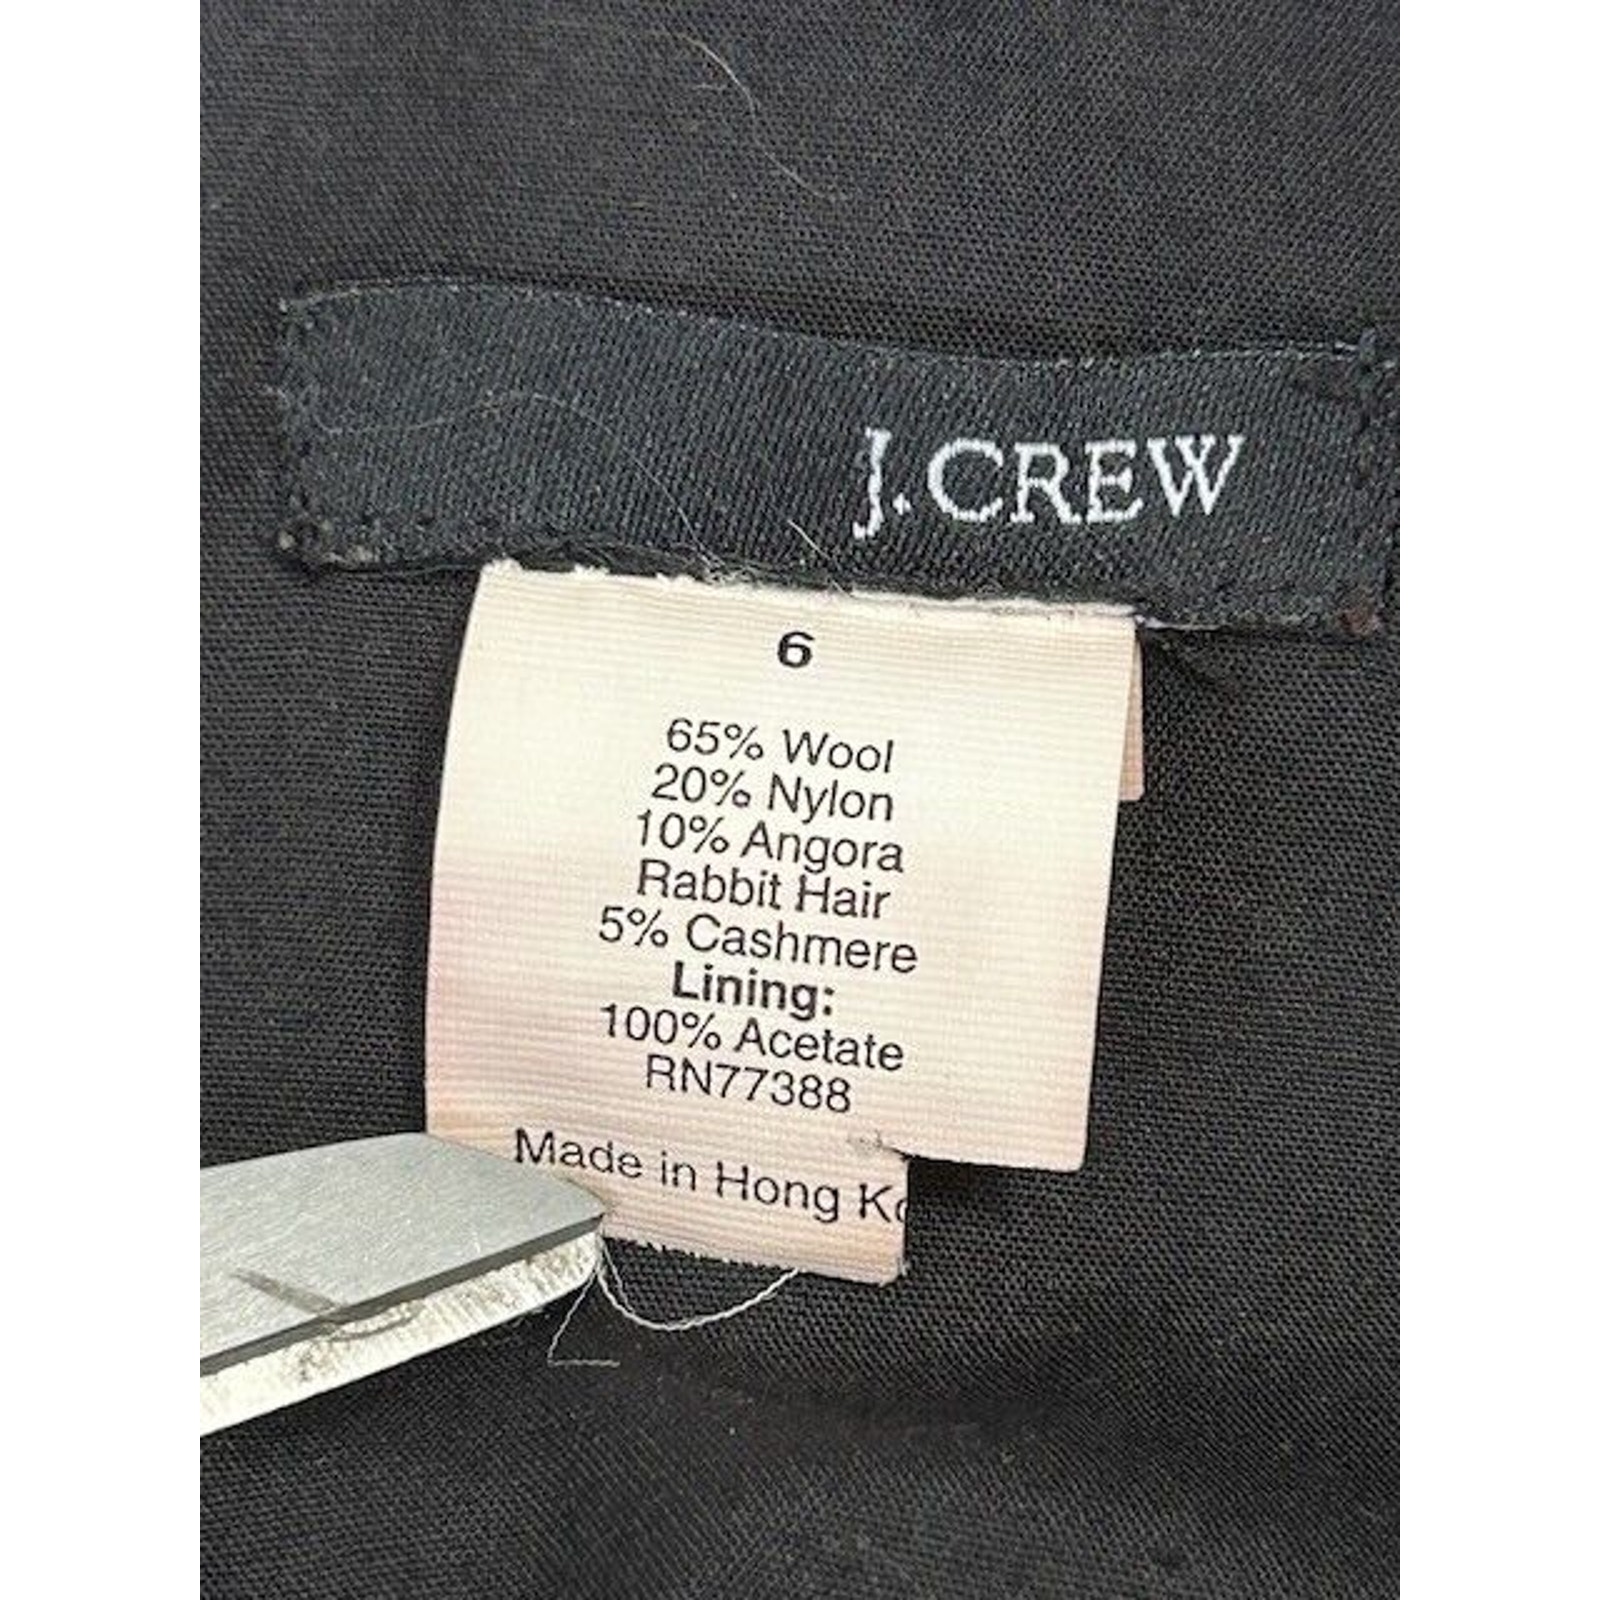 J.CREW
6
65% Wool
20% Nylon
10% Angora
Rabbit Hair
5% Cashmere
Lining:
100% Acetate
RN77388
Made in Hong